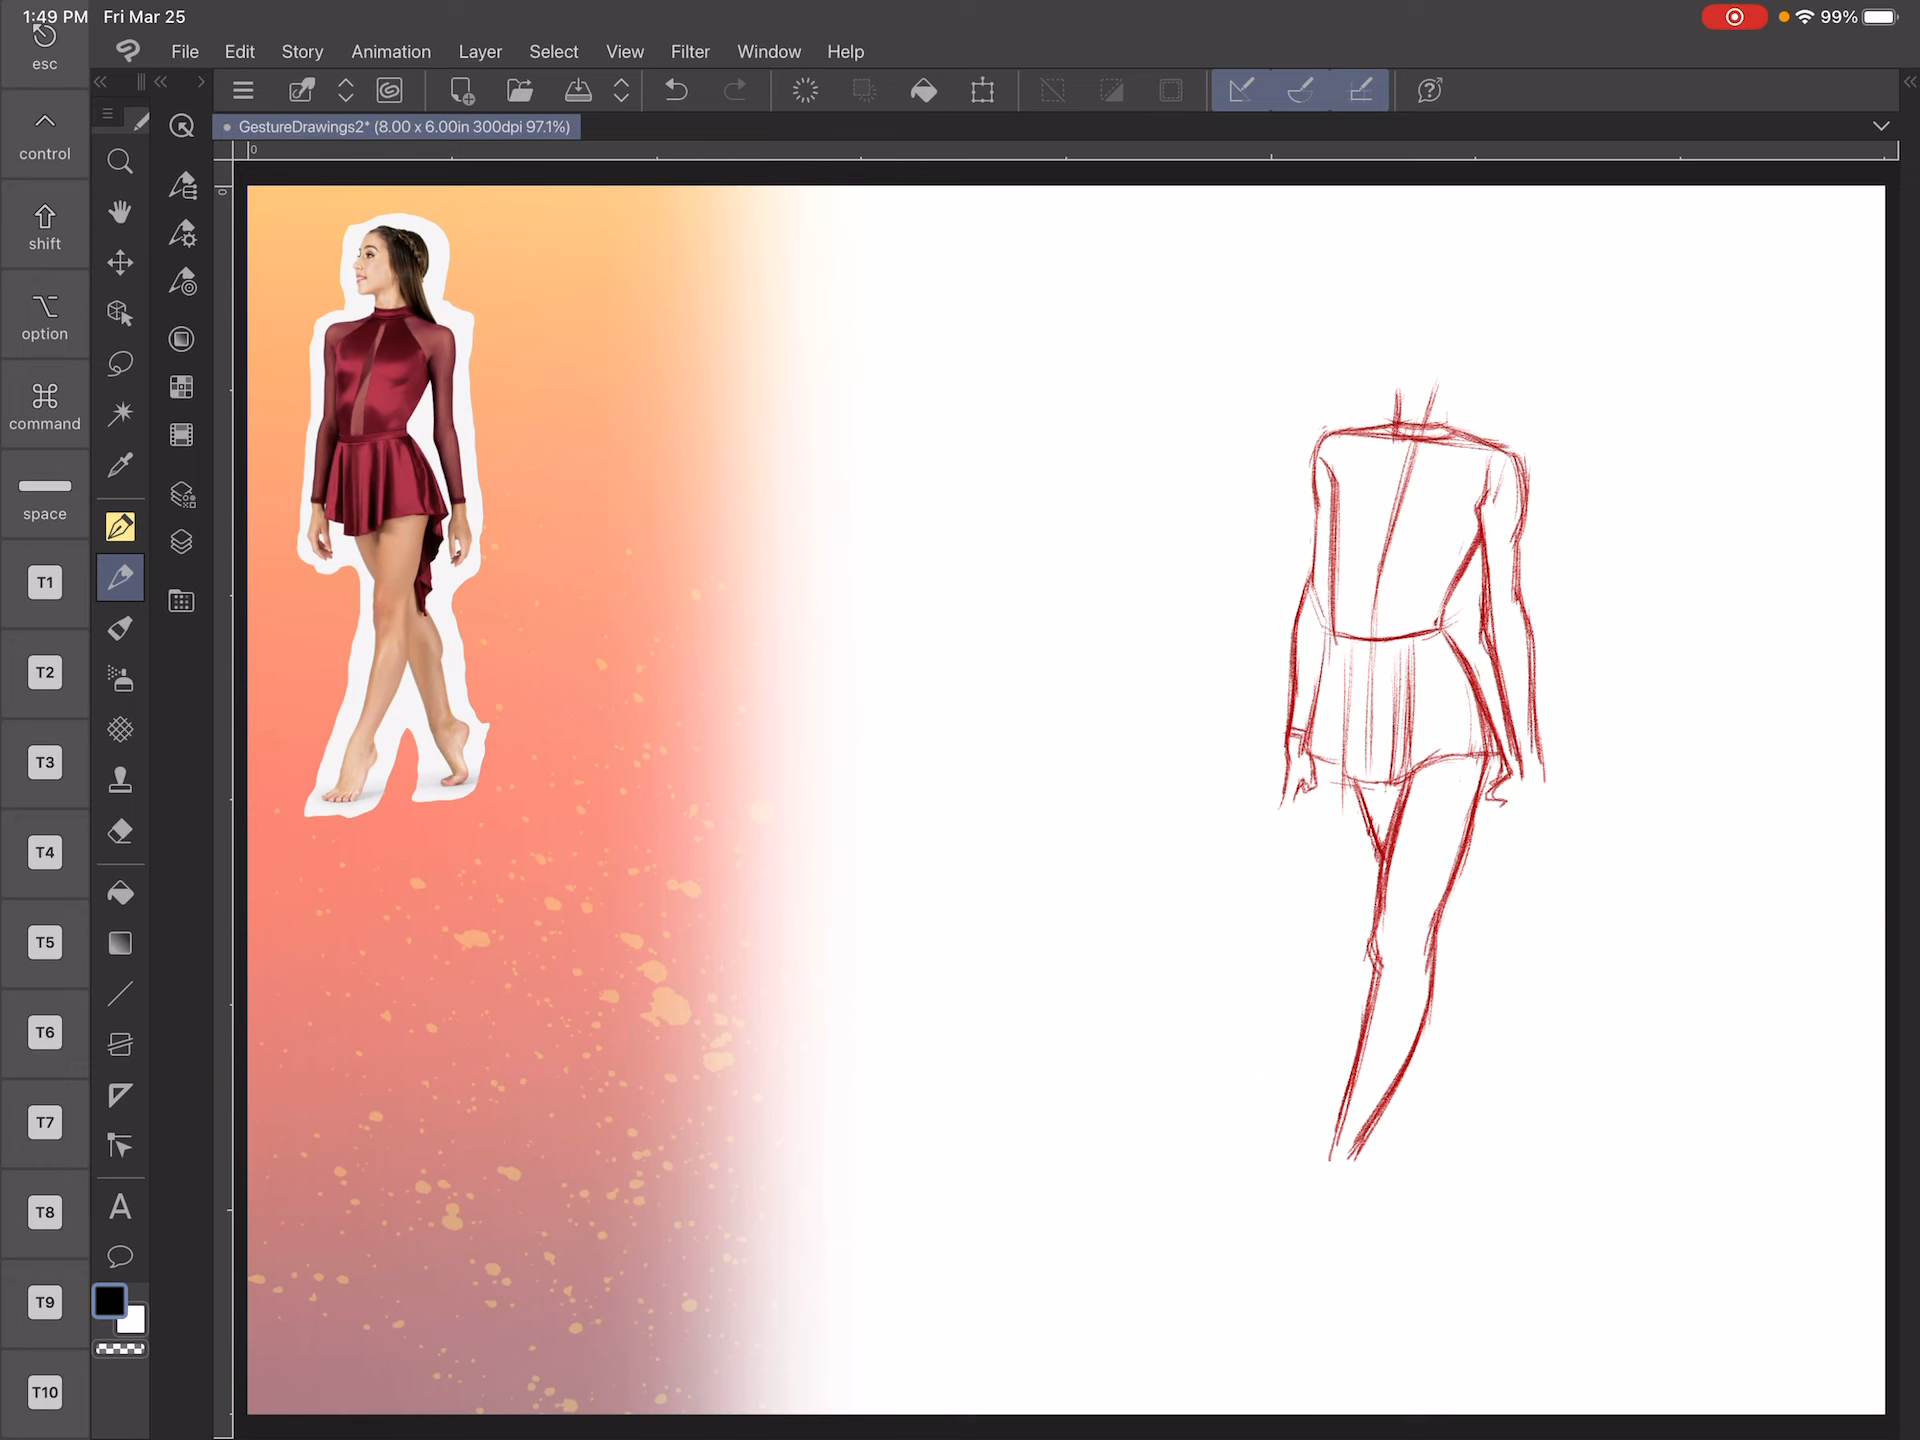 1:49 PM Fri Mar 25
99%
esc
File Edit Story Animation Layer Select View Filter Window Help
control
GestureDrawings2* (8.00 x 6.00in 300dpi 97.1%)
0
0
shift
option
command
space
T1
T2
T3
T4
T5
T6
T7
T8
A
T9
T10